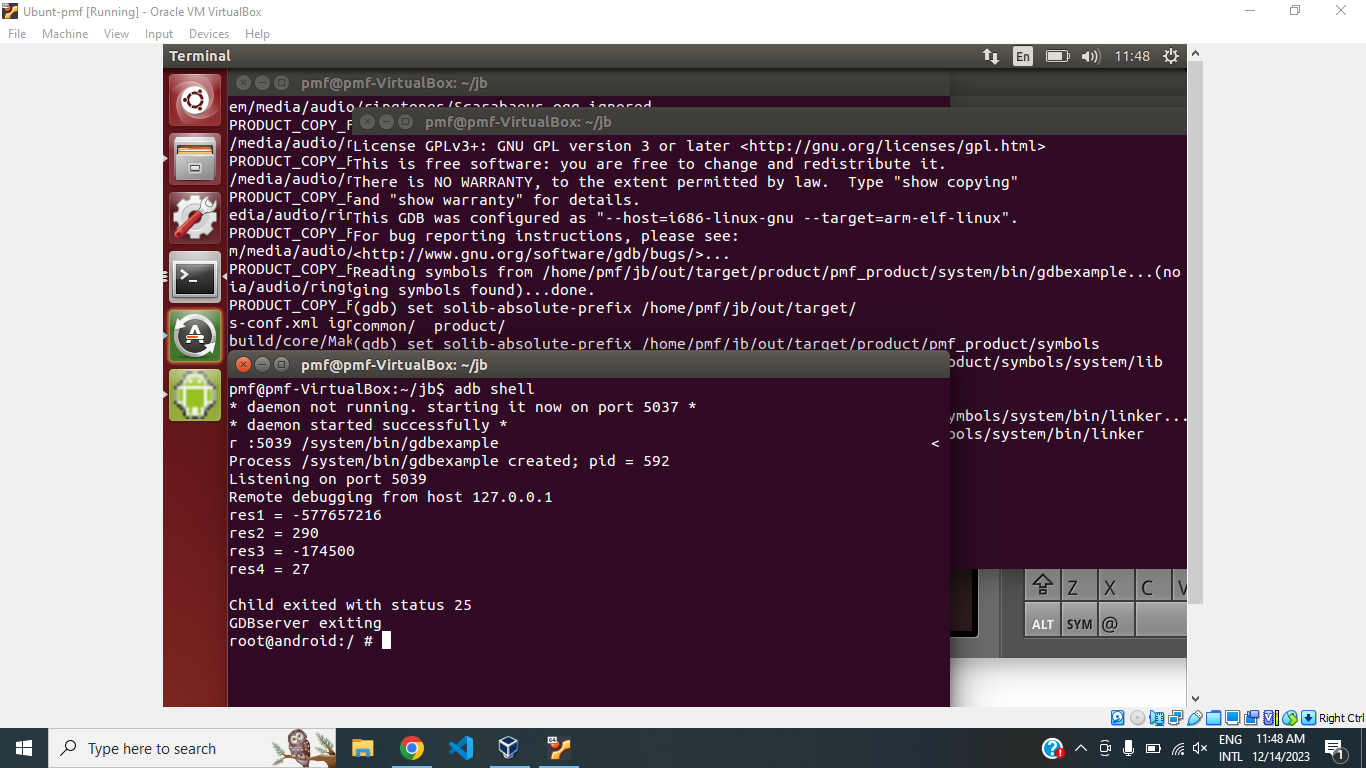 Ubunt-pmf [Running] - Oracle VM VirtualBox
File Machine View Input Devices Help
Terminal
En
11:48
pmf@pmf-VirtualBox: ~/jb
em/media/audio/ringtones/Scarabaeus.ogg ignored
PRODUCT_COPY_F
/media/audio/r
PRODUCT_COPY_F
/media/audio/r
PRODUCT_COPY_F
edia/audio/rin
PRODUCT_COPY_F
m/media/audio/
PRODUCT_COPY_F
ia/audio/ringt
PRODUCT_COPY_F
s-conf.xml igr
build/core/Mak
pmf@pmf-VirtualBox: ~/jb
License GPLv3+: GNU GPL version 3 or later <http://gnu.org/licenses/gpl.html>
This is free software: you are free to change and redistribute it.
There is NO WARRANTY, to the extent permitted by law.  Type "show copying"
and "show warranty" for details.
This GDB was configured as "--host=i686-linux-gnu --target=arm-elf-linux".
For bug reporting instructions, please see:
<http://www.gnu.org/software/gdb/bugs/>...
Reading symbols from /home/pmf/jb/out/target/product/pmf_product/system/bin/gdbexample...(no
ging symbols found)...done.
(gdb) set solib-absolute-prefix /home/pmf/jb/out/target/
common/  product/
(gdb) set solib-absolute-prefix /home/pmf/jb/out/target/product/pmf_product/symbols
oduct/symbols/system/lib
ymbols/system/bin/linker...
bols/system/bin/linker
pmf@pmf-VirtualBox: ~/jb
pmf@pmf-VirtualBox:~/jb$ adb shell
* daemon not running. starting it now on port 5037 *
* daemon started successfully *
r :5039 /system/bin/gdbexample <
Process /system/bin/gdbexample created; pid = 592
Listening on port 5039
Remote debugging from host 127.0.0.1
res1 = -577657216
res2 = 290
res3 = -174500
res4 = 27
Child exited with status 25
GDBserver exiting
root@android:/ #
Z X C V
ALT SYM @
Right Ctrl
Type here to search
ENG
INTL
11:48 AM
12/14/2023
1